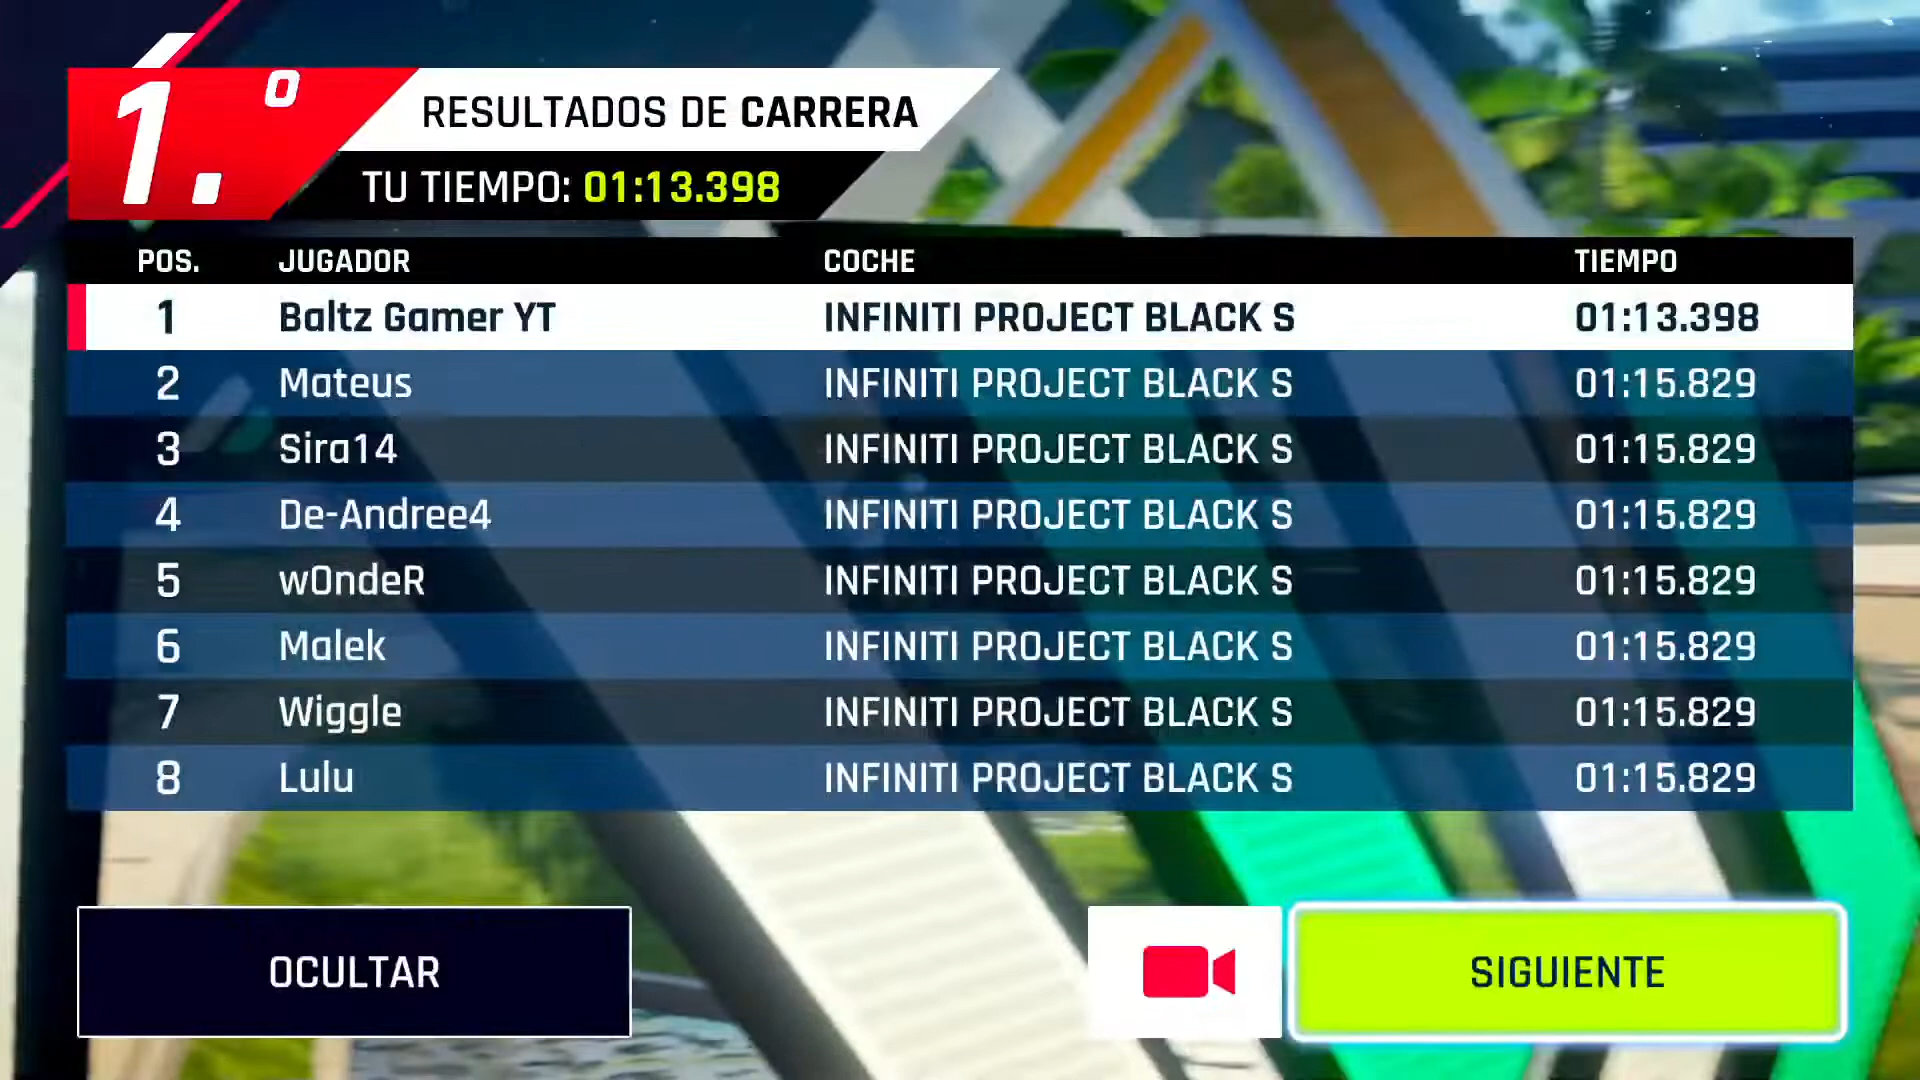 1.º
RESULTADOS DE CARRERA
TU TIEMPO: 01:13.398
POS. JUGADOR COCHE TIEMPO
1 Baltz Gamer YT INFINITI PROJECT BLACK S 01:13.398
2 Mateus INFINITI PROJECT BLACK S 01:15.829
3 Sira14 INFINITI PROJECT BLACK S 01:15.829
4 De-Andree4 INFINITI PROJECT BLACK S 01:15.829
5 w0ndeR INFINITI PROJECT BLACK S 01:15.829
6 Malek INFINITI PROJECT BLACK S 01:15.829
7 Wiggle INFINITI PROJECT BLACK S 01:15.829
8 Lulu INFINITI PROJECT BLACK S 01:15.829
OCULTAR SIGUIENTE